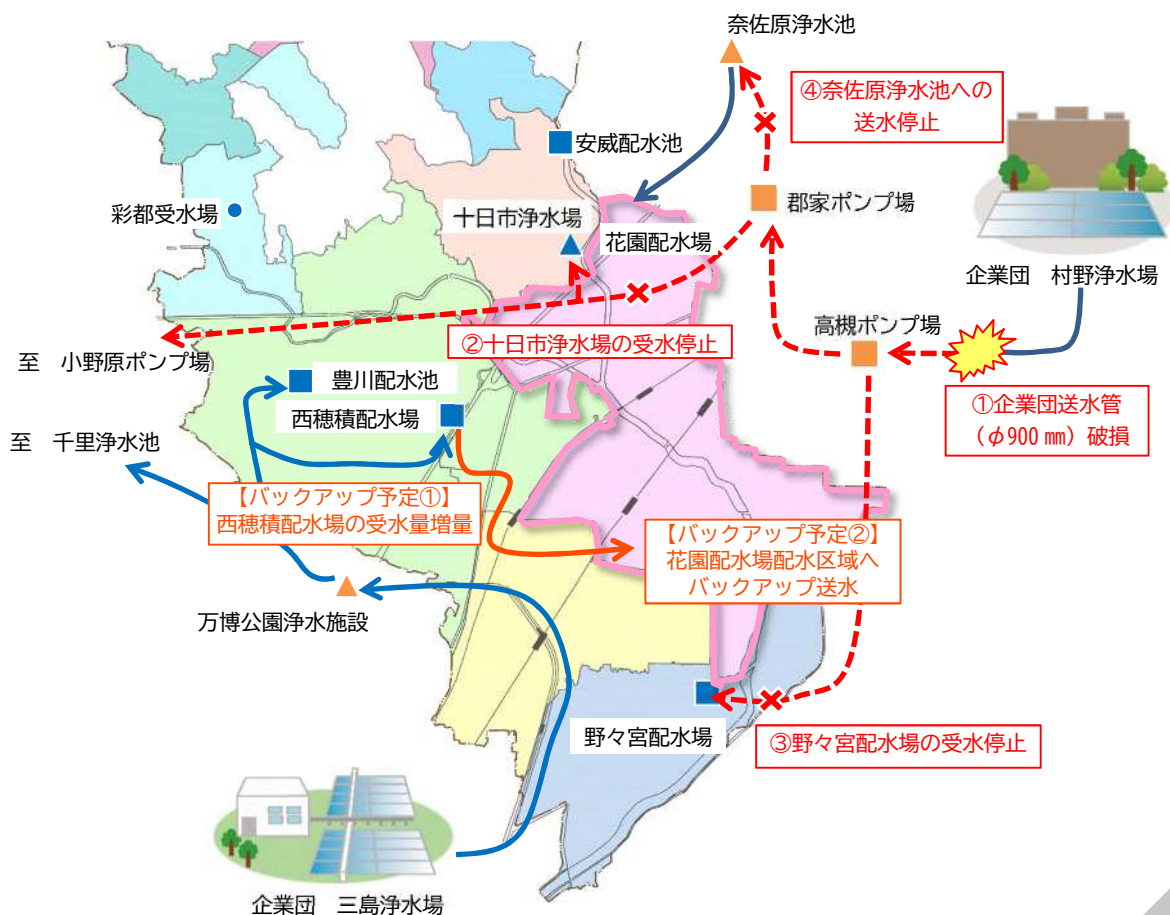 奈佐原浄水池
④奈佐原浄水池への
送水停止
安威配水池
彩都受水場
十日市浄水場
花園配水場
郡家ポンプ場
企業団　村野浄水場
高槻ポンプ場
②十日市浄水場の受水停止
至　小野原ポンプ場
豊川配水池
西穂積配水場
①企業団送水管
（φ900 ㎜）破損
至　千里浄水池
【バックアップ予定①】
西穂積配水場の受水量増量
【バックアップ予定②】
花園配水場配水区域へ
バックアップ送水
万博公園浄水施設
野々宮配水場
③野々宮配水場の受水停止
企業団　三島浄水場